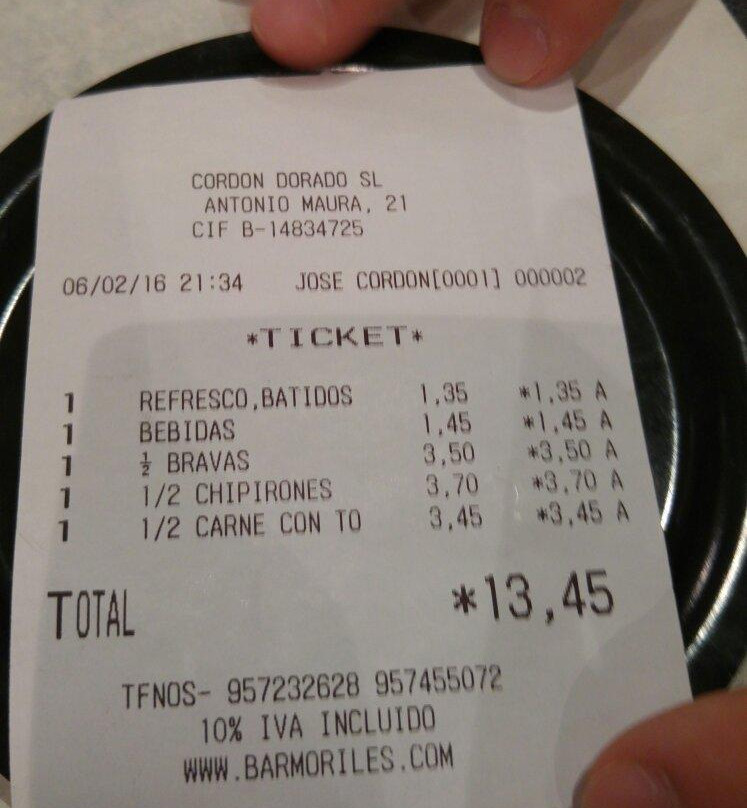 CORDON DORADO SL
ANTONIO MAURA, 21
CIF B-14834725
06/02/16 21:34 JOSE CORDON[0001] 000002
*TICKET*
1 REFRESCO,BATIDOS 1,35 *1,35 A
1 BEBIDAS 1,45 *1,45 A
1 ½ BRAVAS 3,50 *3,50 A
1 1/2 CHIPIRONES 3,70 *3,70 A
1 1/2 CARNE CON TO 3,45 *3,45 A
TOTAL *13,45
TFNOS- 957232628 957455072
10% IVA INCLUIDO
WWW.BARMORILES.COM